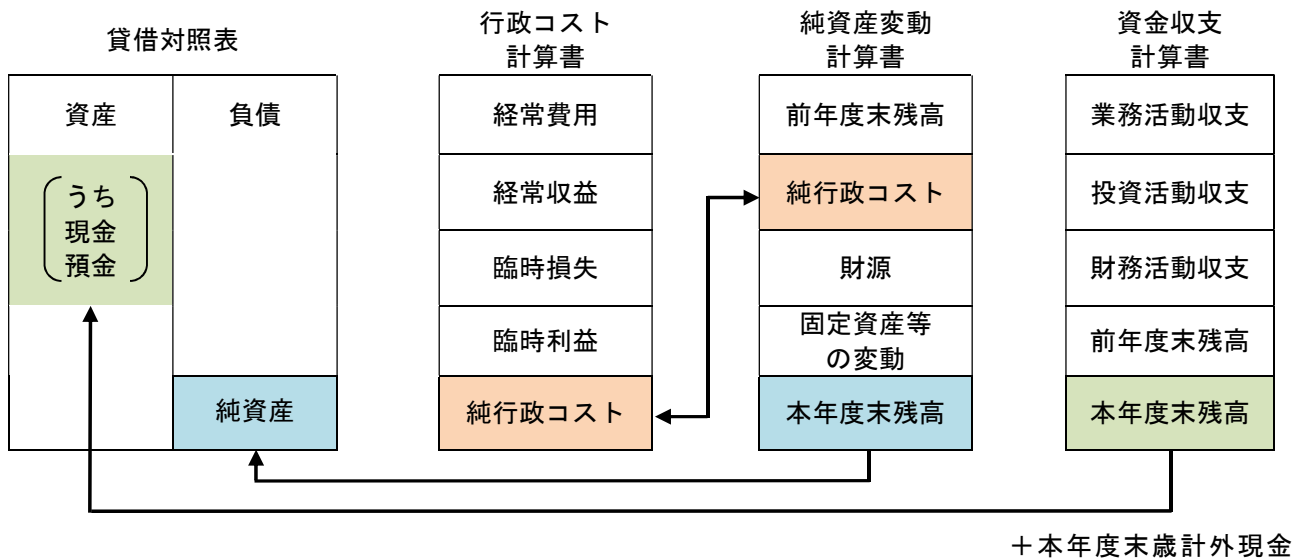 貸借対照表
資産
負債
うち
現金
預金
純資産
行政コスト
計算書
経常費用
経常収益
臨時損失
臨時利益
純行政コスト
純資産変動
計算書
前年度末残高
純行政コスト
財源
固定資産等
の変動
本年度末残高
資金収支
計算書
業務活動収支
投資活動収支
財務活動収支
前年度末残高
本年度末残高
＋本年度末歳計外現金